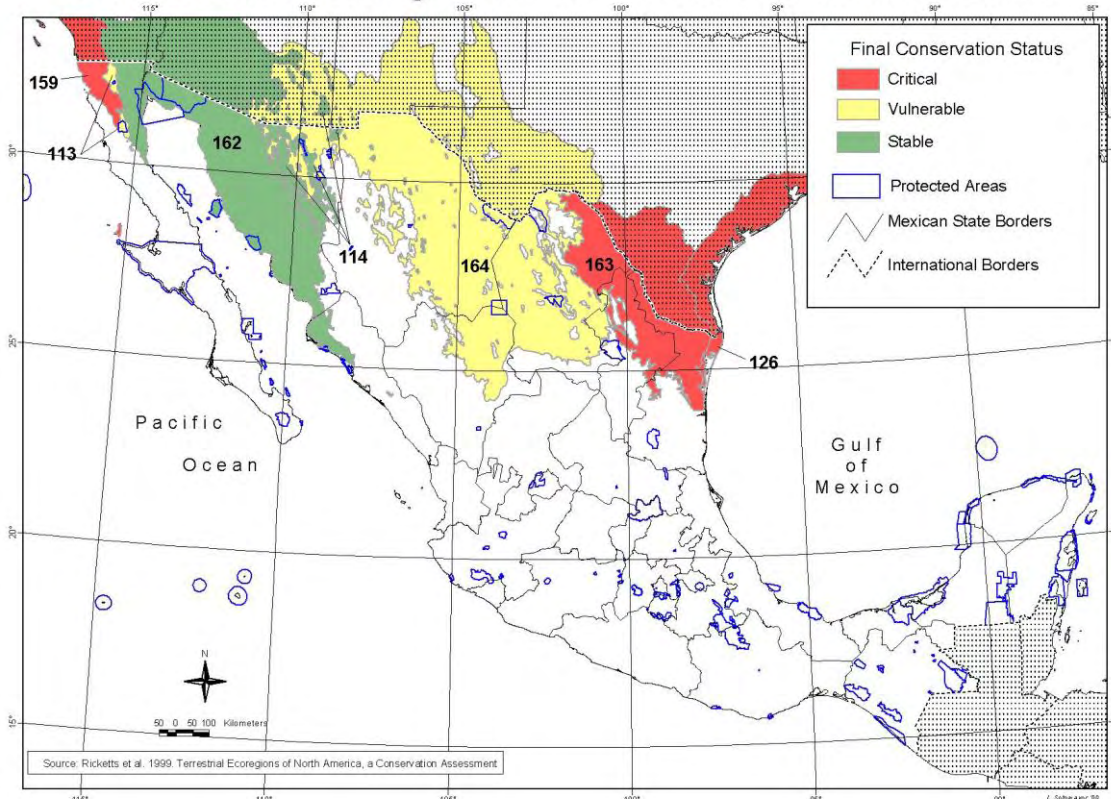 115°
110°
105°
100°
95°
90°
85°
Final Conservation Status
Critical
Vulnerable
Stable
Protected Areas
Mexican State Borders
International Borders
159
113
162
30°
114
164
163
126
25°
Pacific
Ocean
Gulf
of
Mexico
20°
N
50 0 50 100 Kilometers
15°
Source: Ricketts et al. 1999. Terrestrial Ecoregions of North America, a Conservation Assessment